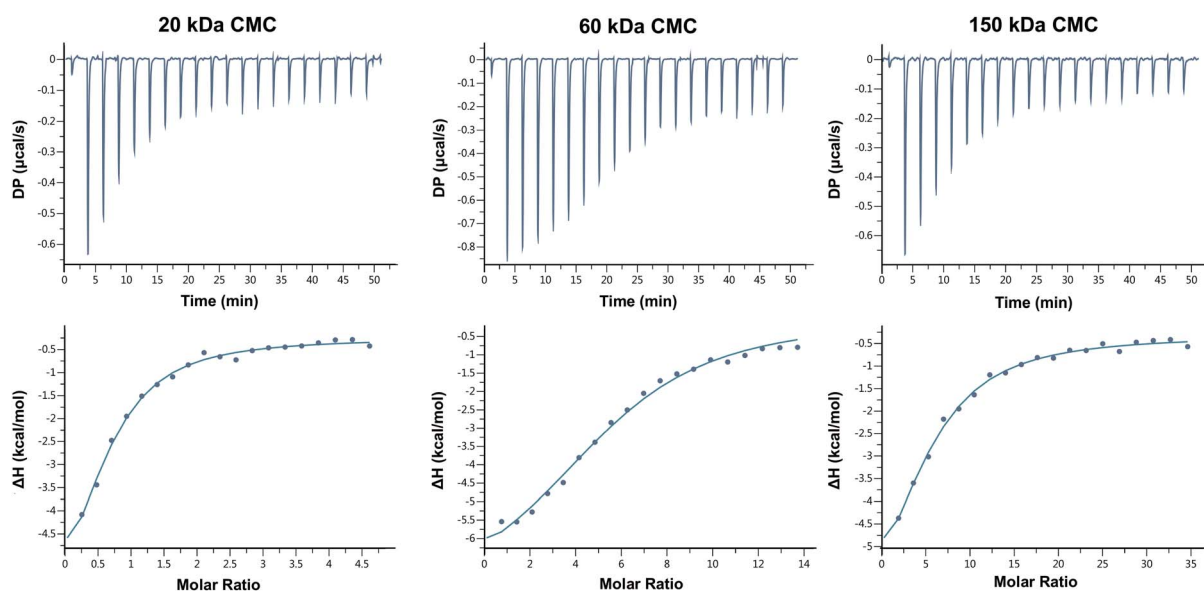 20 kDa CMC
60 kDa CMC
150 kDa CMC
DP (µcal/s)
0
-0.1
-0.2
-0.3
-0.4
-0.5
-0.6
0 5 10 15 20 25 30 35 40 45 50
Time (min)
DP (µcal/s)
0
-0.1
-0.2
-0.3
-0.4
-0.5
-0.6
-0.7
-0.8
0 5 10 15 20 25 30 35 40 45 50
Time (min)
DP (µcal/s)
0
-0.1
-0.2
-0.3
-0.4
-0.5
-0.6
0 5 10 15 20 25 30 35 40 45 50
Time (min)
ΔH (kcal/mol)
-0.5
-1
-1.5
-2
-2.5
-3
-3.5
-4
-4.5
0 0.5 1 1.5 2 2.5 3 3.5 4 4.5
Molar Ratio
ΔH (kcal/mol)
-0.5
-1
-1.5
-2
-2.5
-3
-3.5
-4
-4.5
-5
-5.5
-6
0 2 4 6 8 10 12 14
Molar Ratio
ΔH (kcal/mol)
-0.5
-1
-1.5
-2
-2.5
-3
-3.5
-4
-4.5
-5
0 5 10 15 20 25 30 35
Molar Ratio